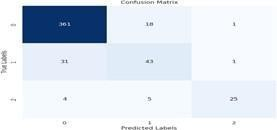 Confusion Matrix
True Labels
0 361 18 1
1 31 43 1
2 4 5 25
0 1 2
Predicted Labels